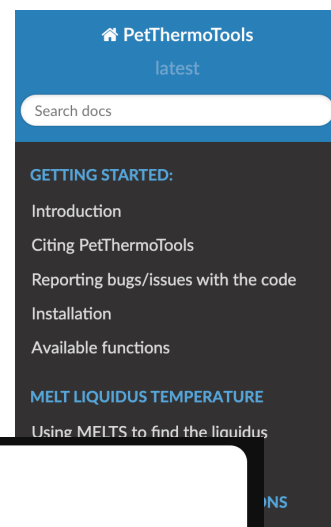 PetThermoTools
latest
Search docs
GETTING STARTED:
Introduction
Citing PetThermoTools
Reporting bugs/issues with the code
Installation
Available functions
MELT LIQUIDUS TEMPERATURE
Using MELTS to find the liquidus